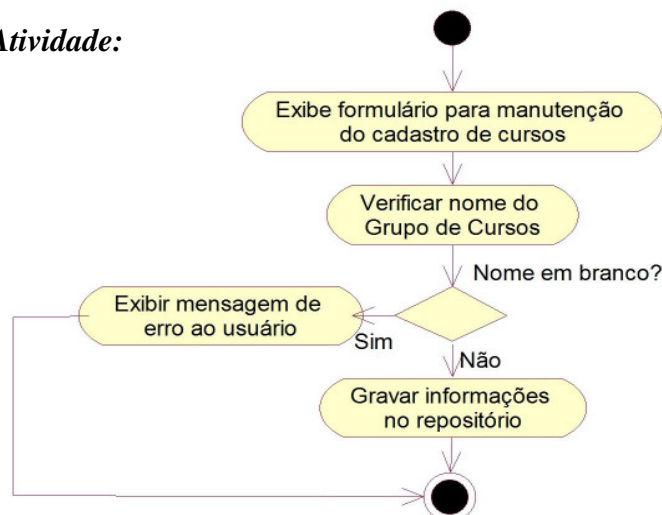 Atividade:
Exibe formulário para manutenção
do cadastro de cursos
Verificar nome do
Grupo de Cursos
Nome em branco?
Exibir mensagem de
erro ao usuário
Sim
Não
Gravar informações
no repositório